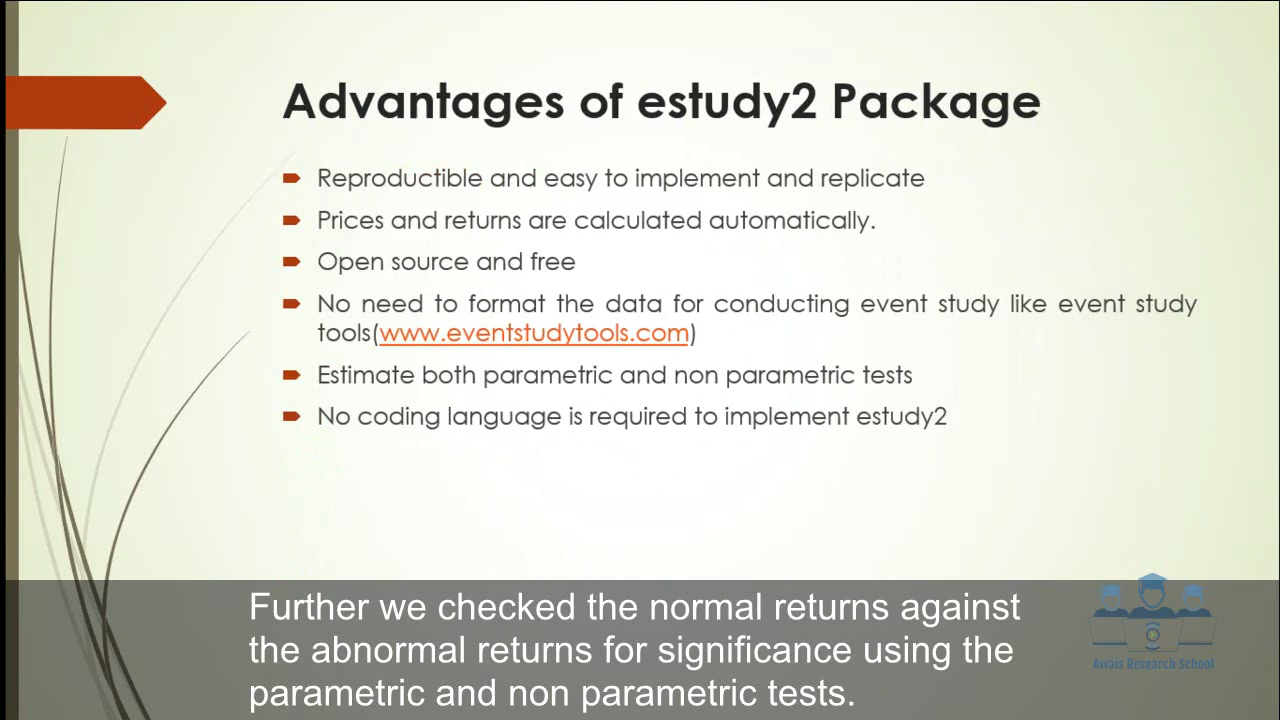 Advantages of estudy2 Package
Reproductible and easy to implement and replicate
Prices and returns are calculated automatically.
Open source and free
No need to format the data for conducting event study like event study
tools(www.eventstudytools.com)
Estimate both parametric and non parametric tests
No coding language is required to implement estudy2
Further we checked the normal returns against
the abnormal returns for significance using the
parametric and non parametric tests.
Awais Research School